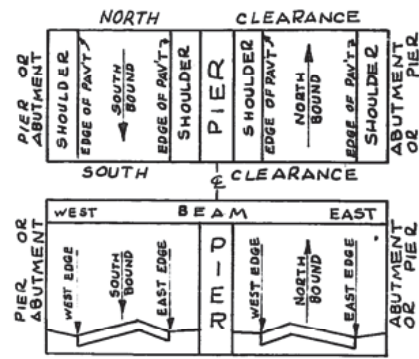 NORTH CLEARANCE
PIER OR
ABUTMENT
SHOULDER
EDGE OF PAV'T
SOUTH
BOUND
EDGE OF PAV'T
SHOULDER
PIER
SHOULDER
EDGE OF PAV'T
NORTH
BOUND
EDGE OF PAV'T
SHOULDER
ABUTMENT
OR PIER
SOUTH ℄ CLEARANCE
WEST BEAM EAST
PIER OR
ABUTMENT
WEST EDGE
SOUTH
BOUND
EAST EDGE
PIER
WEST EDGE
NORTH
BOUND
EAST EDGE
ABUTMENT
OR PIER